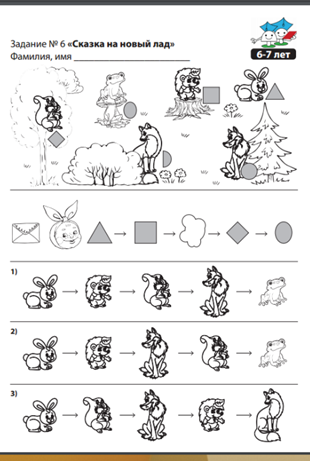 Задание № 6 «Сказка на новый лад»
Фамилия, имя
6-7 лет
1)
2)
3)